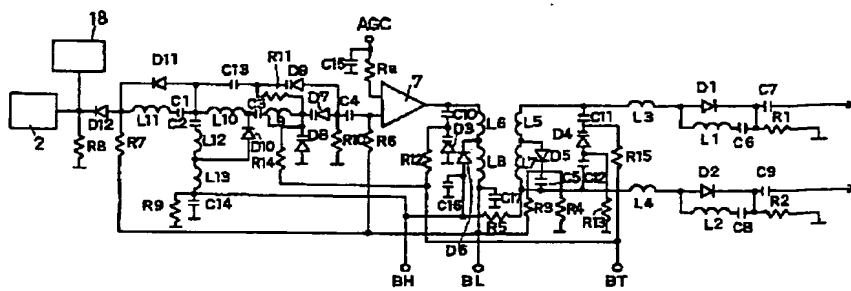 18
AGC
D11
R11
C13
D9
C15
Ra
7
C7
D1
C11
L3
C1
C3
D7
C4
C10
L6
L5
L11
C2
L10
L9
D12
2
R8
R7
L12
D10
D8
R10
R6
D3
R12
L8
L7
D4
D5
R15
L1
C6
R1
R14
L13
C5
C12
D2
C9
R9
C14
C16
C17
R5
R3
R4
R13
L4
L2
C8
R2
D6
BH
BL
BT